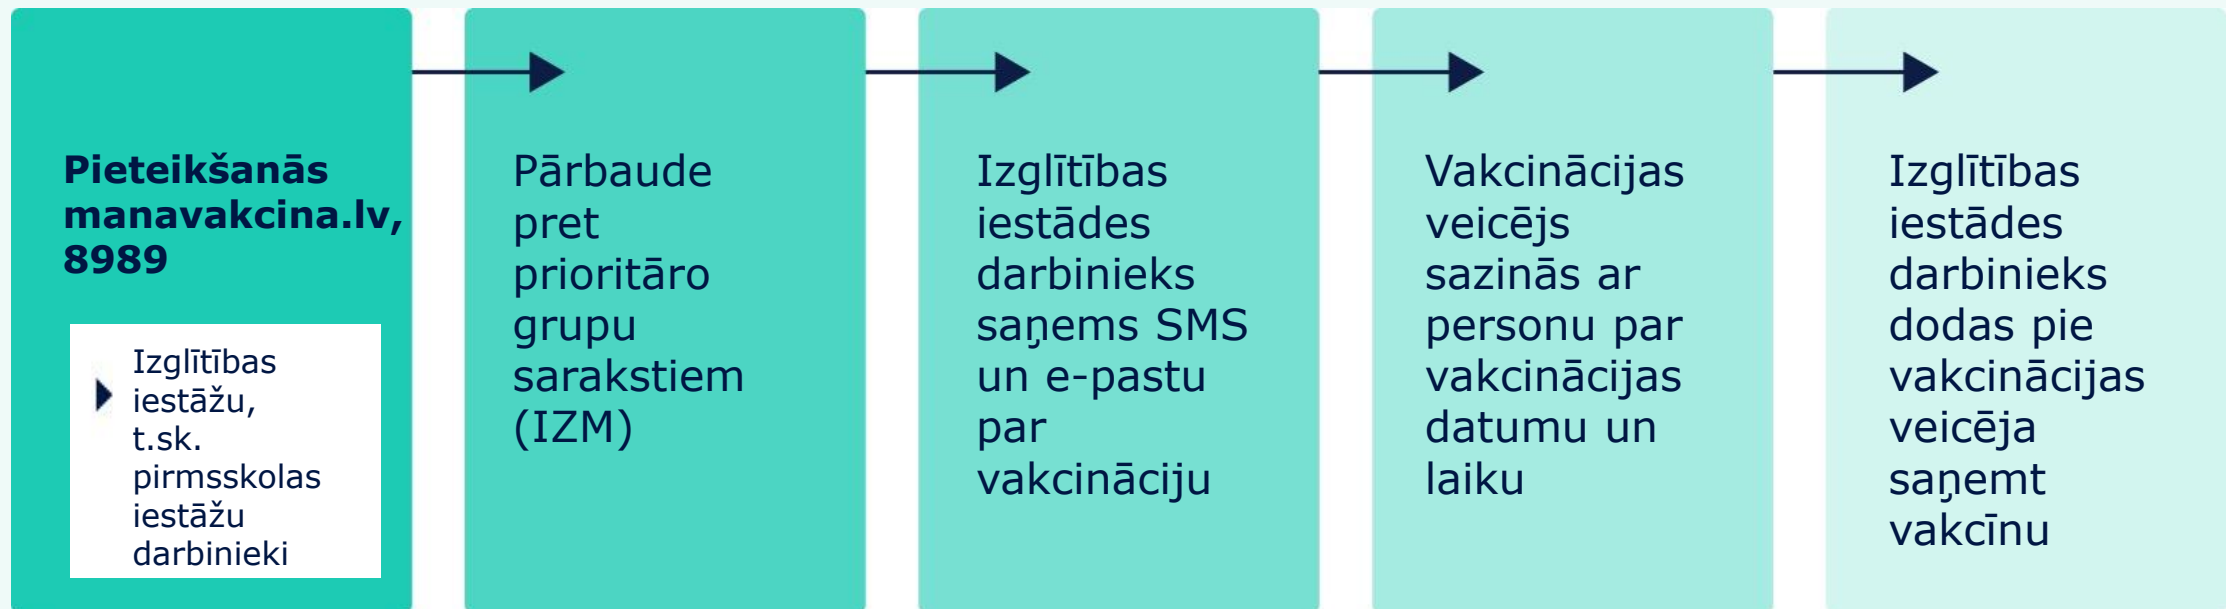 Pieteikšanās
manavakcina.lv,
8989
Izglītības
iestāžu,
t.sk.
pirmsskolas
iestāžu
darbinieki
Pārbaude
pret
prioritāro
grupu
sarakstiem
(IZM)
Izglītības
iestādes
darbinieks
saņems SMS
un e-pastu
par
vakcināciju
Vakcinācijas
veicējs
sazinās ar
personu par
vakcinācijas
datumu un
laiku
Izglītības
iestādes
darbinieks
dodas pie
vakcinācijas
veicēja
saņemt
vakcīnu